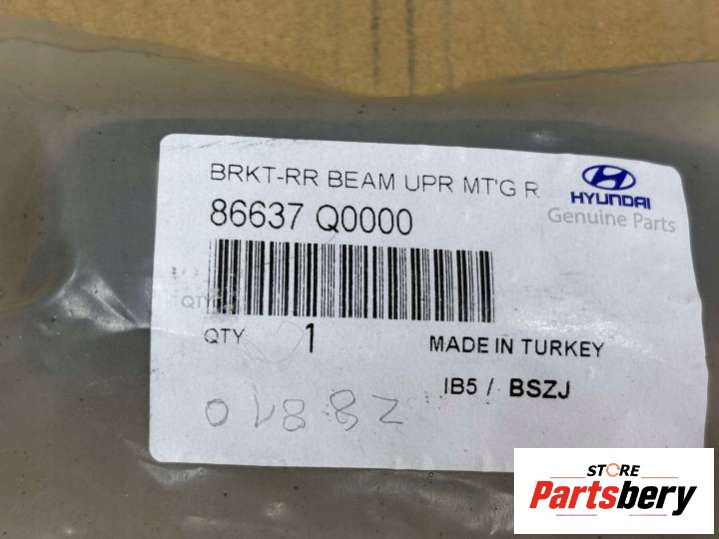 BRKT-RR BEAM UPR MT'G R
HYUNDAI
86637 Q0000
Genuine Parts
QTY
QTY 1
MADE IN TURKEY
IB5 / BSZJ
STORE
Partsbery